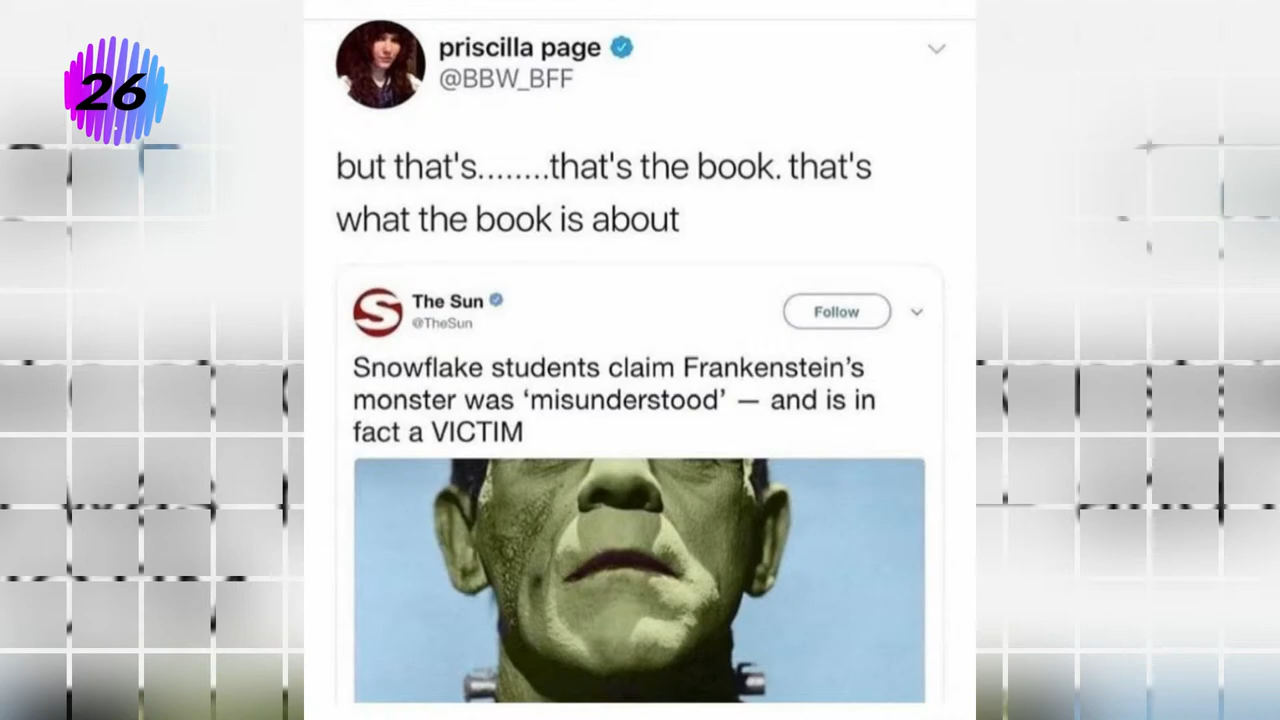 26
priscilla page
@BBW_BFF
but that's........that's the book. that's
what the book is about
The Sun
@TheSun
Follow
Snowflake students claim Frankenstein’s
monster was ‘misunderstood’ — and is in
fact a VICTIM